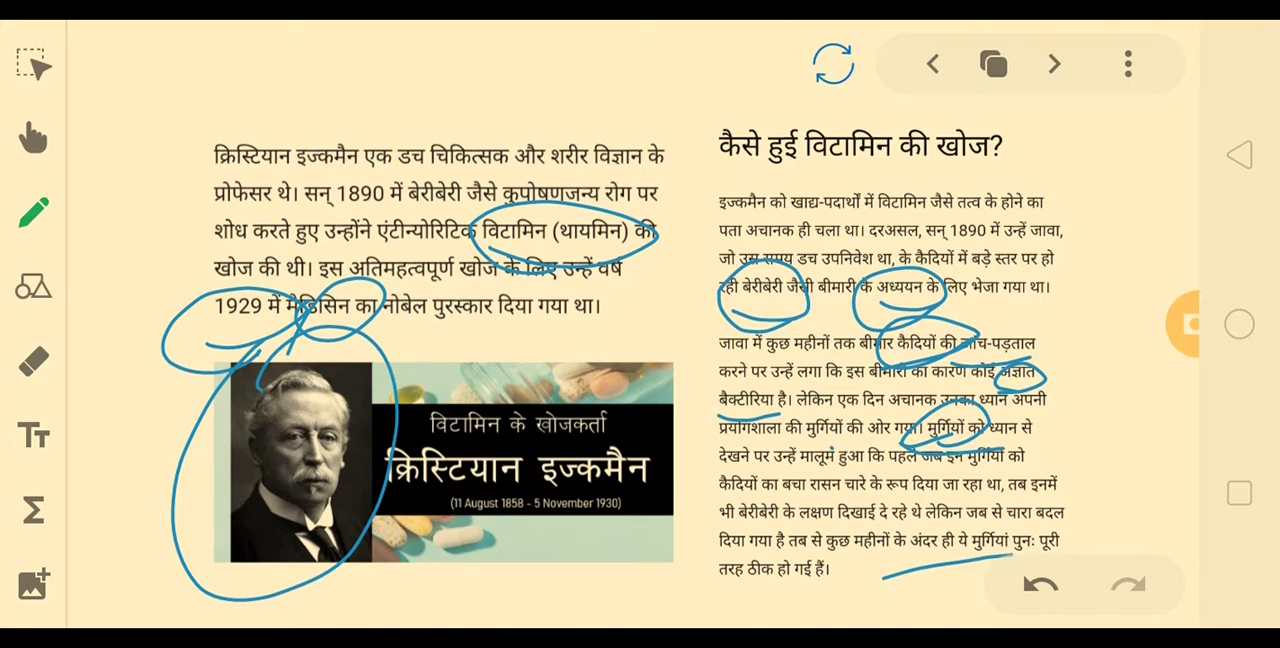 क्रिस्टियान इज्कमैन एक डच चिकित्सक और शरीर विज्ञान के
प्रोफेसर थे। सन् 1890 में बेरीबेरी जैसे कुपोषणजन्य रोग पर
शोध करते हुए उन्होंने एंटीन्योरिटिक विटामिन (थायमिन) की
खोज की थी। इस अतिमहत्वपूर्ण खोज के लिए उन्हें वर्ष
1929 में मेडिसिन का नोबेल पुरस्कार दिया गया था।
विटामिन के खोजकर्ता
क्रिस्टियान इज्कमैन
(11 August 1858 - 5 November 1930)
कैसे हुई विटामिन की खोज?
इज्कमैन को खाद्य-पदार्थों में विटामिन जैसे तत्व के होने का
पता अचानक ही चला था। दरअसल, सन् 1890 में उन्हें जावा,
जो उस समय डच उपनिवेश था, के कैदियों में बड़े स्तर पर हो
रही बेरीबेरी जैसी बीमारी के अध्ययन के लिए भेजा गया था।
जावा में कुछ महीनों तक बीमार कैदियों की जांच-पड़ताल
करने पर उन्हें लगा कि इस बीमारी का कारण कोई अज्ञात
बैक्टीरिया है। लेकिन एक दिन अचानक उनका ध्यान अपनी
प्रयोगशाला की मुर्गियों की ओर गया। मुर्गियों को ध्यान से
देखने पर उन्हें मालूम हुआ कि पहले जब इन मुर्गियों को
कैदियों का बचा राशन चारे के रूप दिया जा रहा था, तब इनमें
भी बेरीबेरी के लक्षण दिखाई दे रहे थे लेकिन जब से चारा बदल
दिया गया है तब से कुछ महीनों के अंदर ही ये मुर्गियां पुनः पूरी
तरह ठीक हो गई हैं।